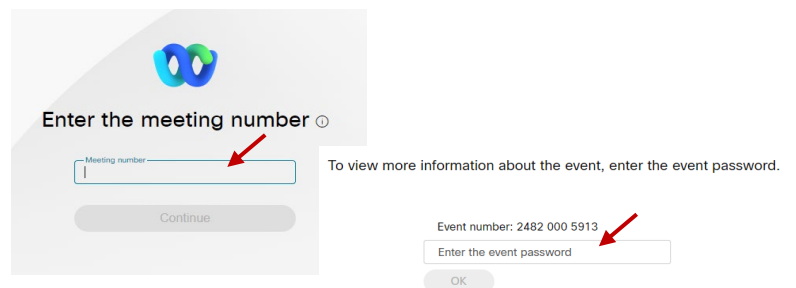 Enter the meeting number
Meeting number
Continue
To view more information about the event, enter the event password.
Event number: 2482 000 5913
Enter the event password
OK